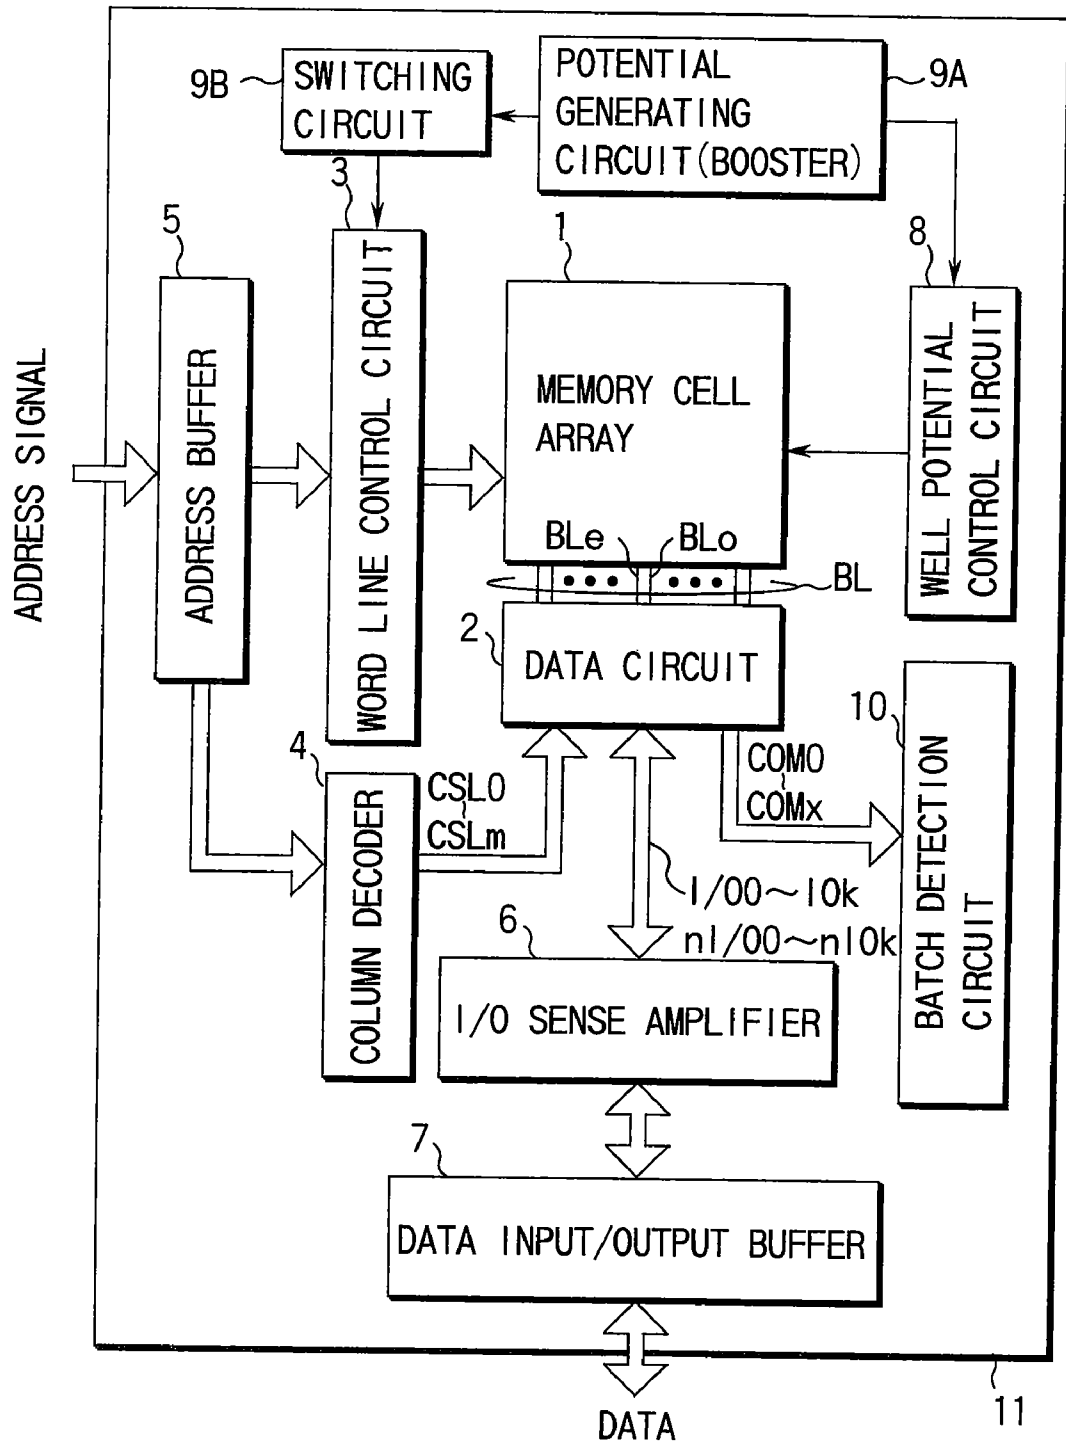 9B
SWITCHING
CIRCUIT
POTENTIAL
GENERATING
CIRCUIT(BOOSTER)
9A
3
5
1
8
ADDRESS SIGNAL
ADDRESS BUFFER
WORD LINE CONTROL CIRCUIT
MEMORY CELL
ARRAY
WELL POTENTIAL
CONTROL CIRCUIT
BLe
BLo
BL
2
DATA CIRCUIT
10
4
CSL0
~
CSLm
COM0
~
COMx
COLUMN DECODER
I/O0~IOk
nI/O0~nIOk
BATCH DETECTION
CIRCUIT
6
I/O SENSE AMPLIFIER
7
DATA INPUT/OUTPUT BUFFER
DATA
11